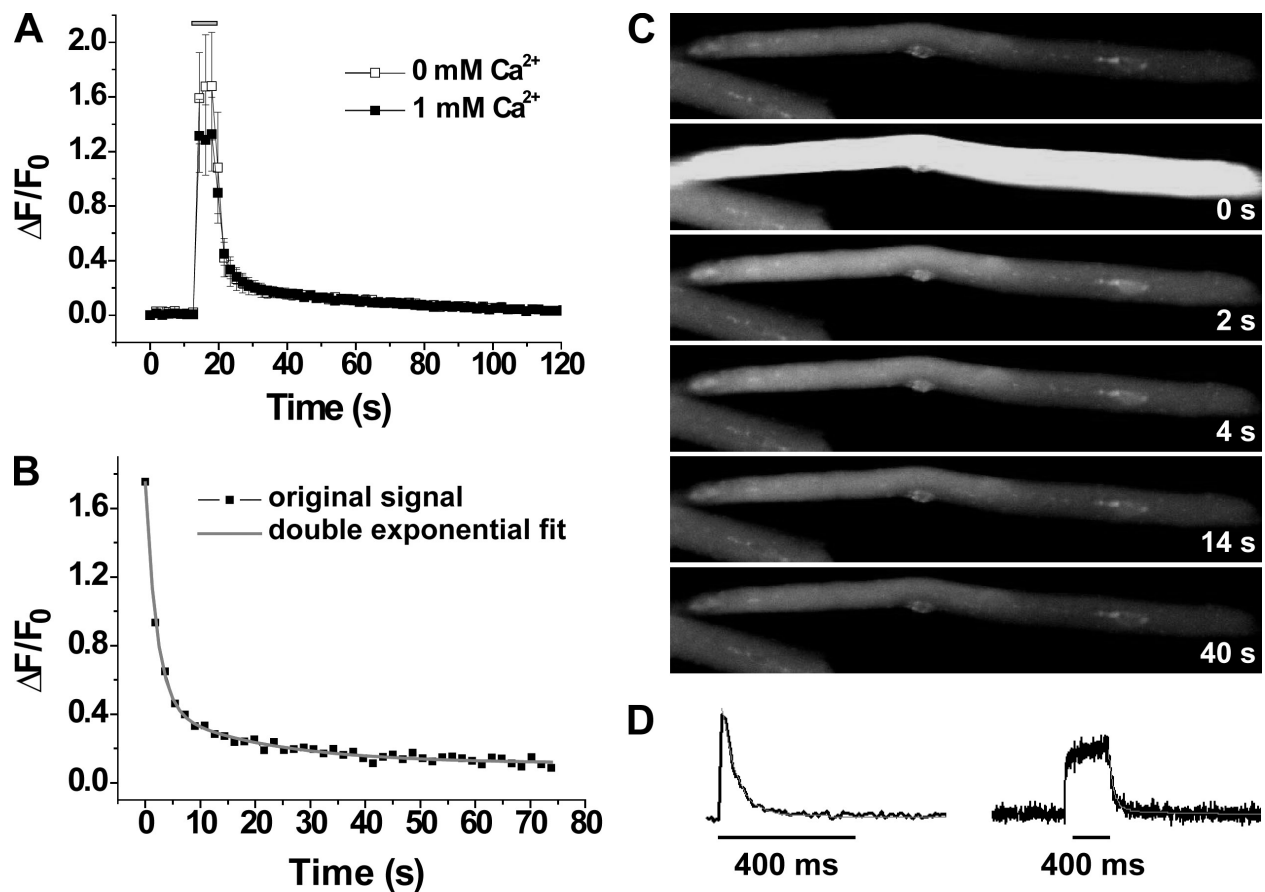 A
2.0
1.6
1.2
0.8
0.4
0.0
ΔF/F₀
0 mM Ca²⁺
1 mM Ca²⁺
0 20 40 60 80 100 120
Time (s)
B
1.6
1.2
0.8
0.4
0.0
ΔF/F₀
original signal
double exponential fit
0 10 20 30 40 50 60 70 80
Time (s)
C
0 s
2 s
4 s
14 s
40 s
D
400 ms
400 ms